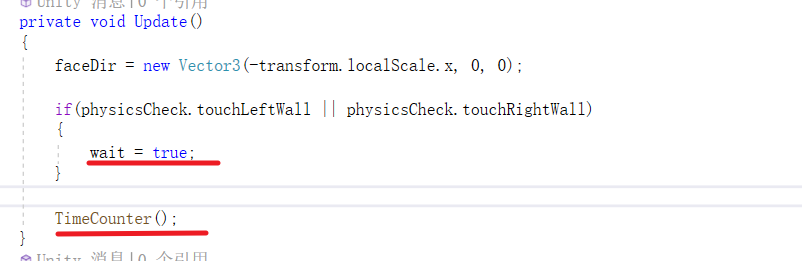 Unity 消息|0 个引用
private void Update()
{
faceDir = new Vector3(-transform.localScale.x, 0, 0);
if(physicsCheck.touchLeftWall || physicsCheck.touchRightWall)
{
wait = true;
}
TimeCounter();
}
Unity 消息|0 个引用